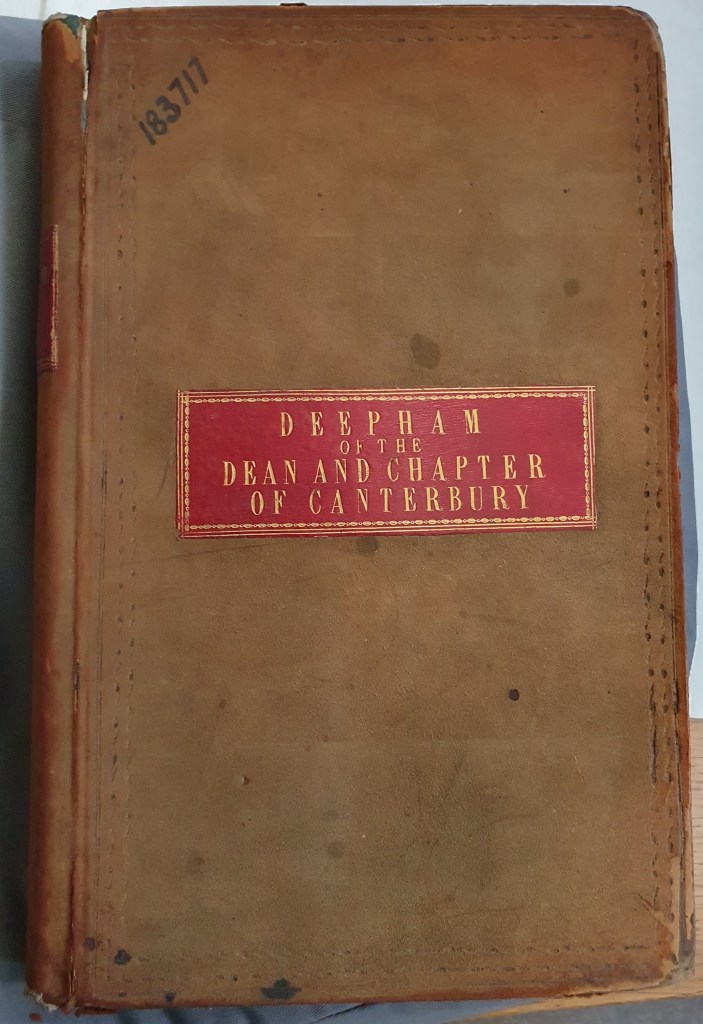 183717
DEEPHAM
OF THE
DEAN AND CHAPTER
OF CANTERBURY